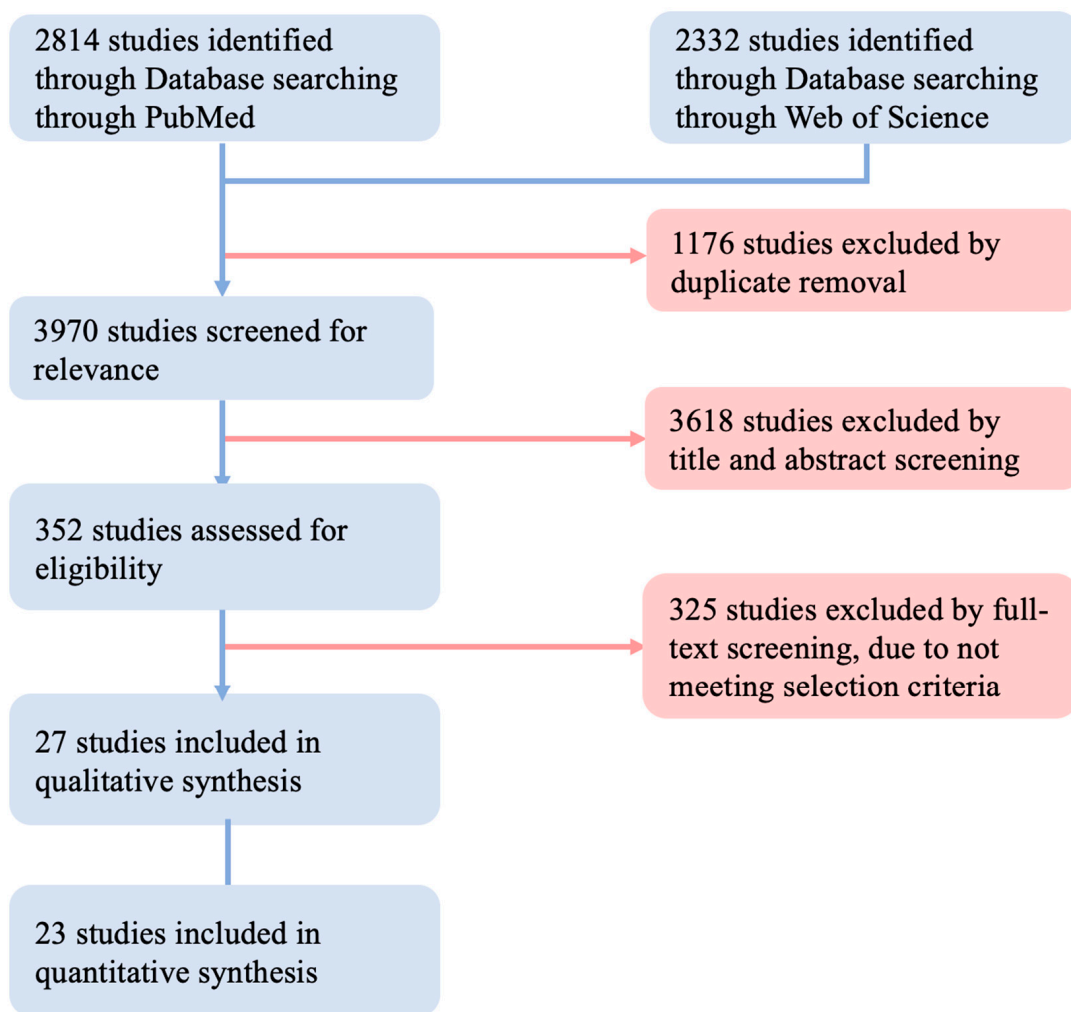 2814 studies identified
through Database searching
through PubMed
2332 studies identified
through Database searching
through Web of Science
1176 studies excluded by
duplicate removal
3970 studies screened for
relevance
3618 studies excluded by
title and abstract screening
352 studies assessed for
eligibility
325 studies excluded by full-
text screening, due to not
meeting selection criteria
27 studies included in
qualitative synthesis
23 studies included in
quantitative synthesis